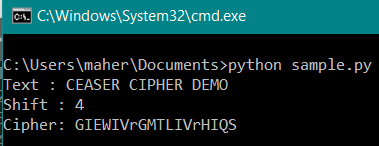 C:\Windows\System32\cmd.exe
C:\Users\maher\Documents>python sample.py
Text : CEASER CIPHER DEMO
Shift : 4
Cipher: GIEWIVrGMTLIVrHIQS